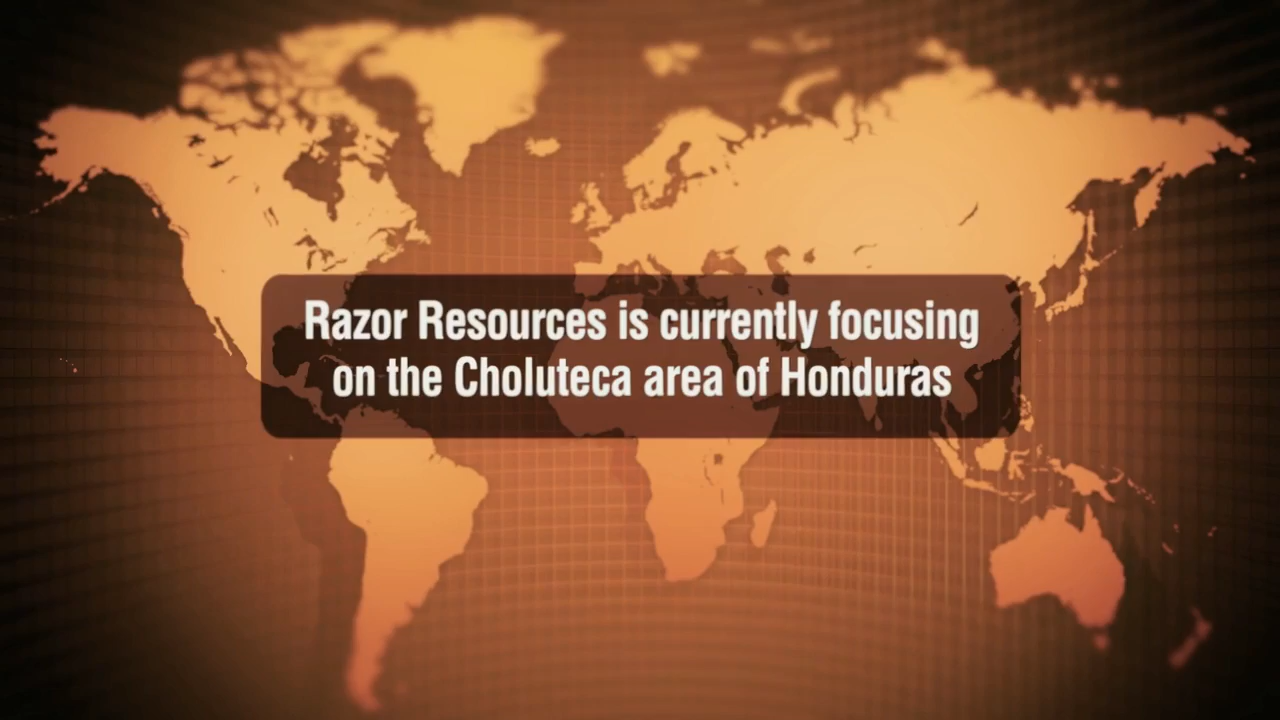 Razor Resources is currently focusing
on the Choluteca area of Honduras